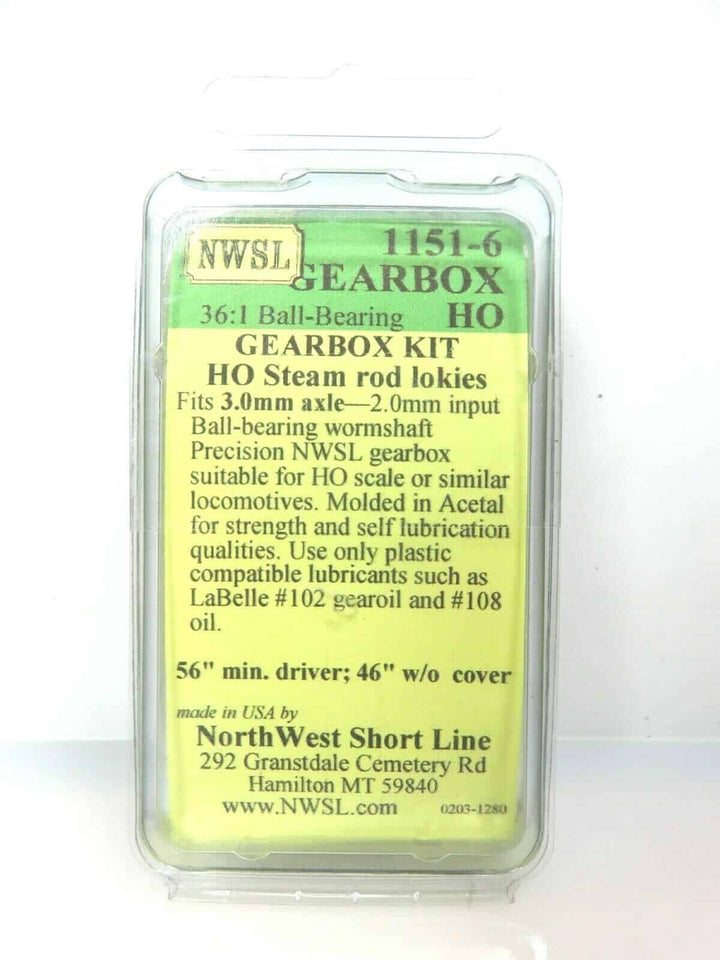 NWSL
1151-6
GEARBOX
36:1 Ball-Bearing HO
GEARBOX KIT
HO Steam rod lokies
Fits 3.0mm axle—2.0mm input
Ball-bearing wormshaft
Precision NWSL gearbox
suitable for HO scale or similar
locomotives. Molded in Acetal
for strength and self lubrication
qualities. Use only plastic
compatible lubricants such as
LaBelle #102 gearoil and #108
oil.
56" min. driver; 46" w/o cover
made in USA by
NorthWest Short Line
292 Granstdale Cemetery Rd
Hamilton MT 59840
www.NWSL.com 0203-1280